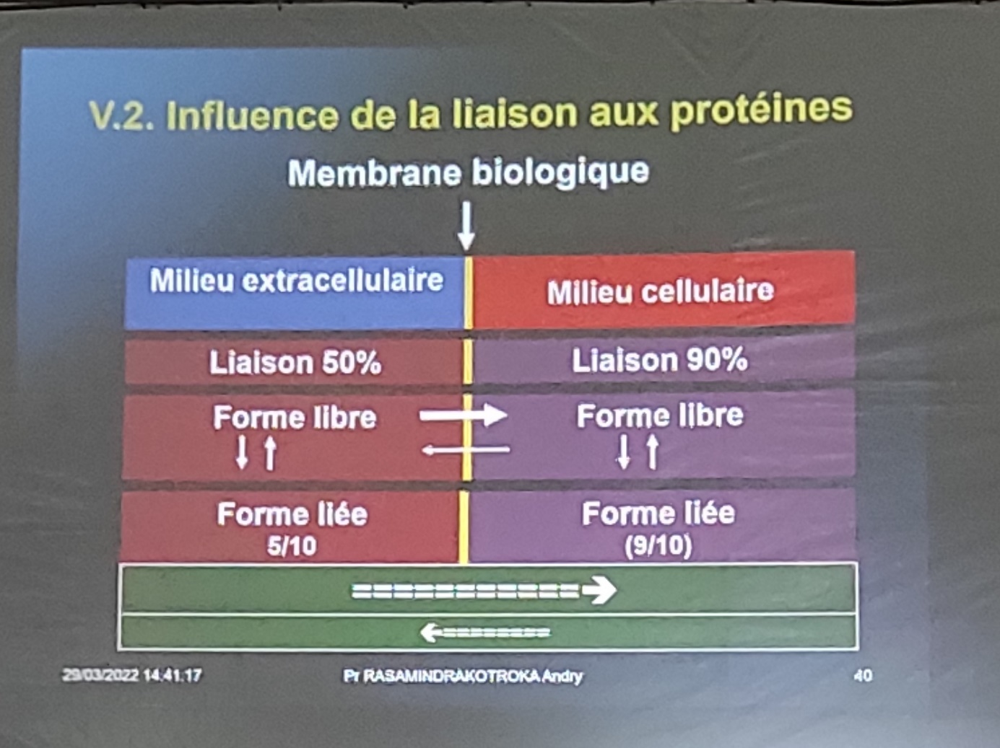 V.2. Influence de la liaison aux protéines
Membrane biologique
Milieu extracellulaire
Milieu cellulaire
Liaison 50%
Liaison 90%
Forme libre
Forme libre
Forme liée
5/10
Forme liée
(9/10)
29/03/2022 14.41.17
Pr RASAMINDRAKOTROKA Andry
40